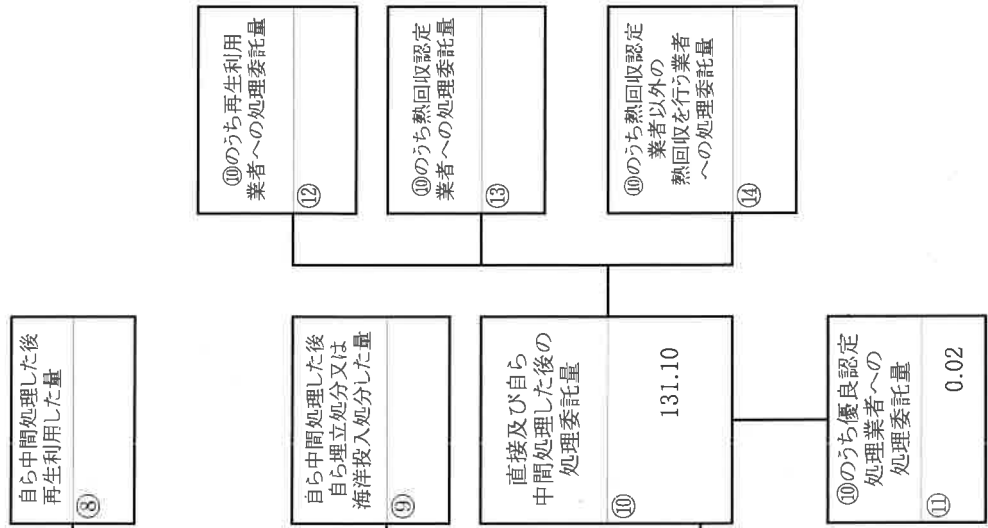 自ら中間処理した後
再生利用した量
⑧
自ら中間処理した後
自ら埋立処分又は
海洋投入処分した量
⑨
直接及び自ら
中間処理した後の
処理委託量
⑩
131.10
⑩のうち優良認定
処理業者への
処理委託量
⑪
0.02
⑩のうち再生利用
業者への処理委託量
⑫
⑩のうち熱回収認定
業者への処理委託量
⑬
⑩のうち熱回収認定
業者以外の
熱回収を行う業者
への処理委託量
⑭